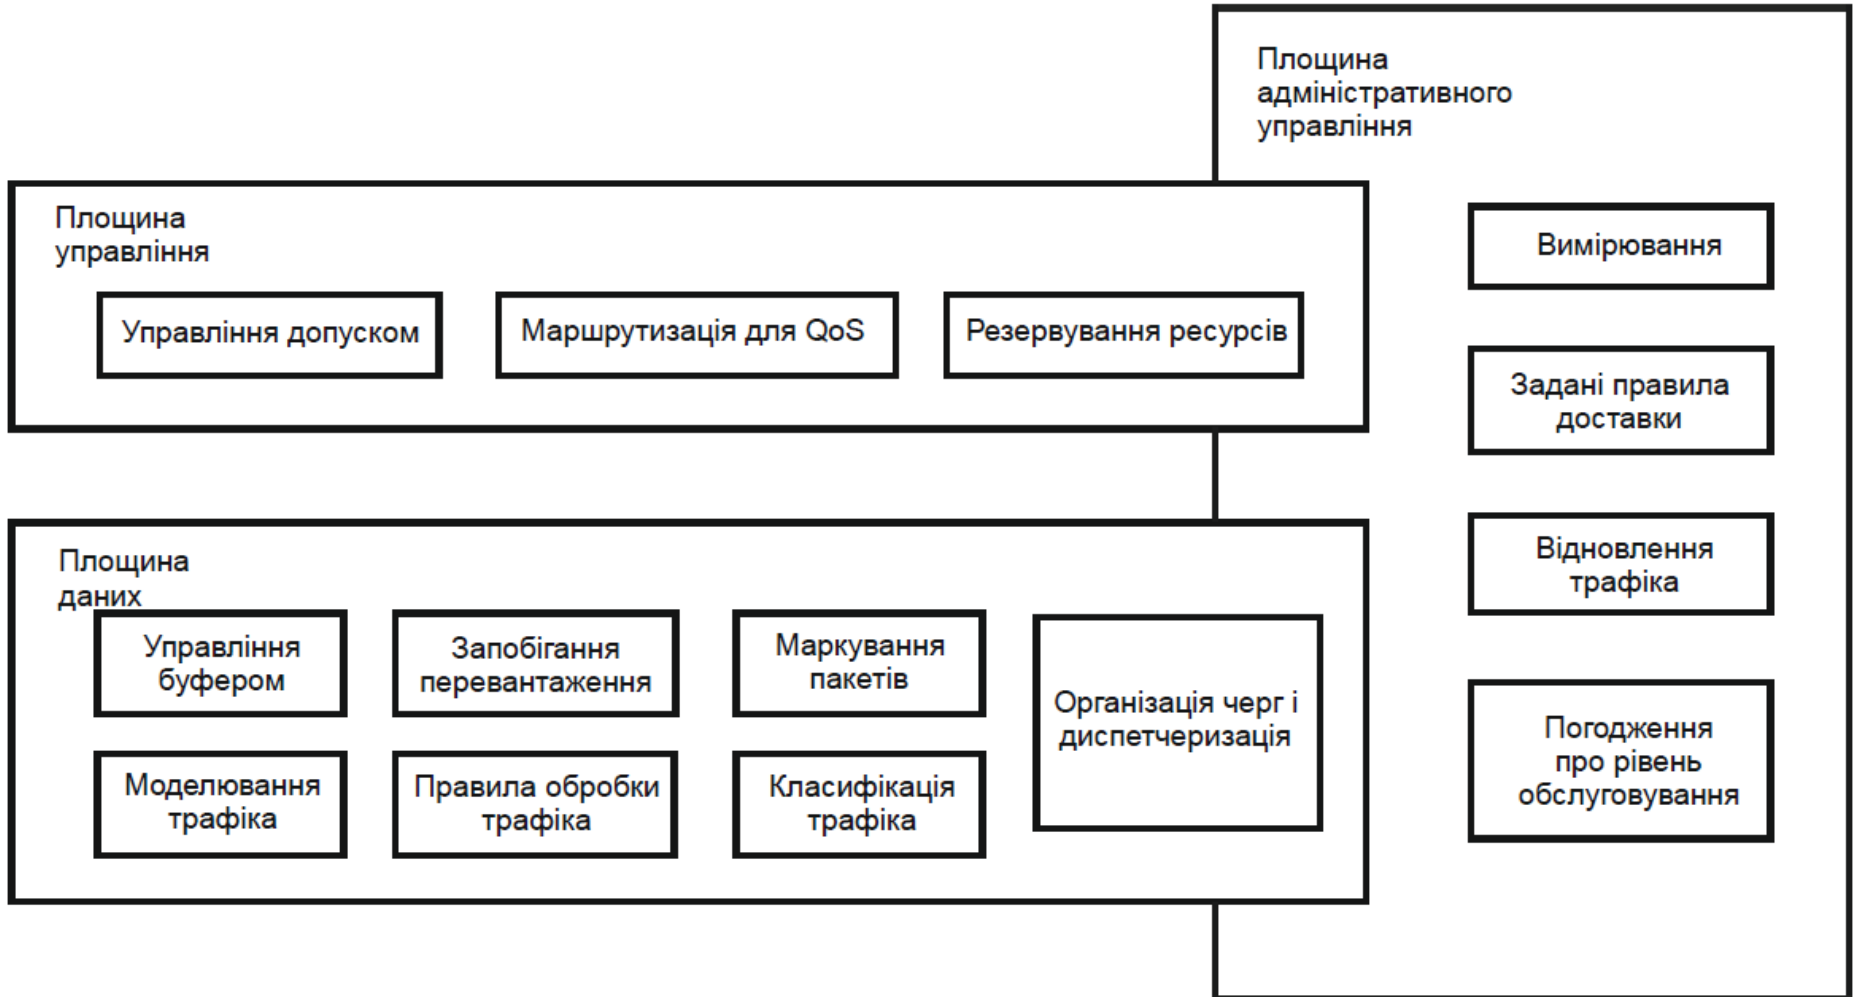 Площина
адміністративного
управління
Площина
управління
Управління допуском
Маршрутизація для QoS
Резервування ресурсів
Вимірювання
Задані правила
доставки
Відновлення
трафіка
Погодження
про рівень
обслуговування
Площина
даних
Управління
буфером
Запобігання
перевантаження
Маркування
пакетів
Організація черг і
диспетчеризація
Моделювання
трафіка
Правила обробки
трафіка
Класифікація
трафіка